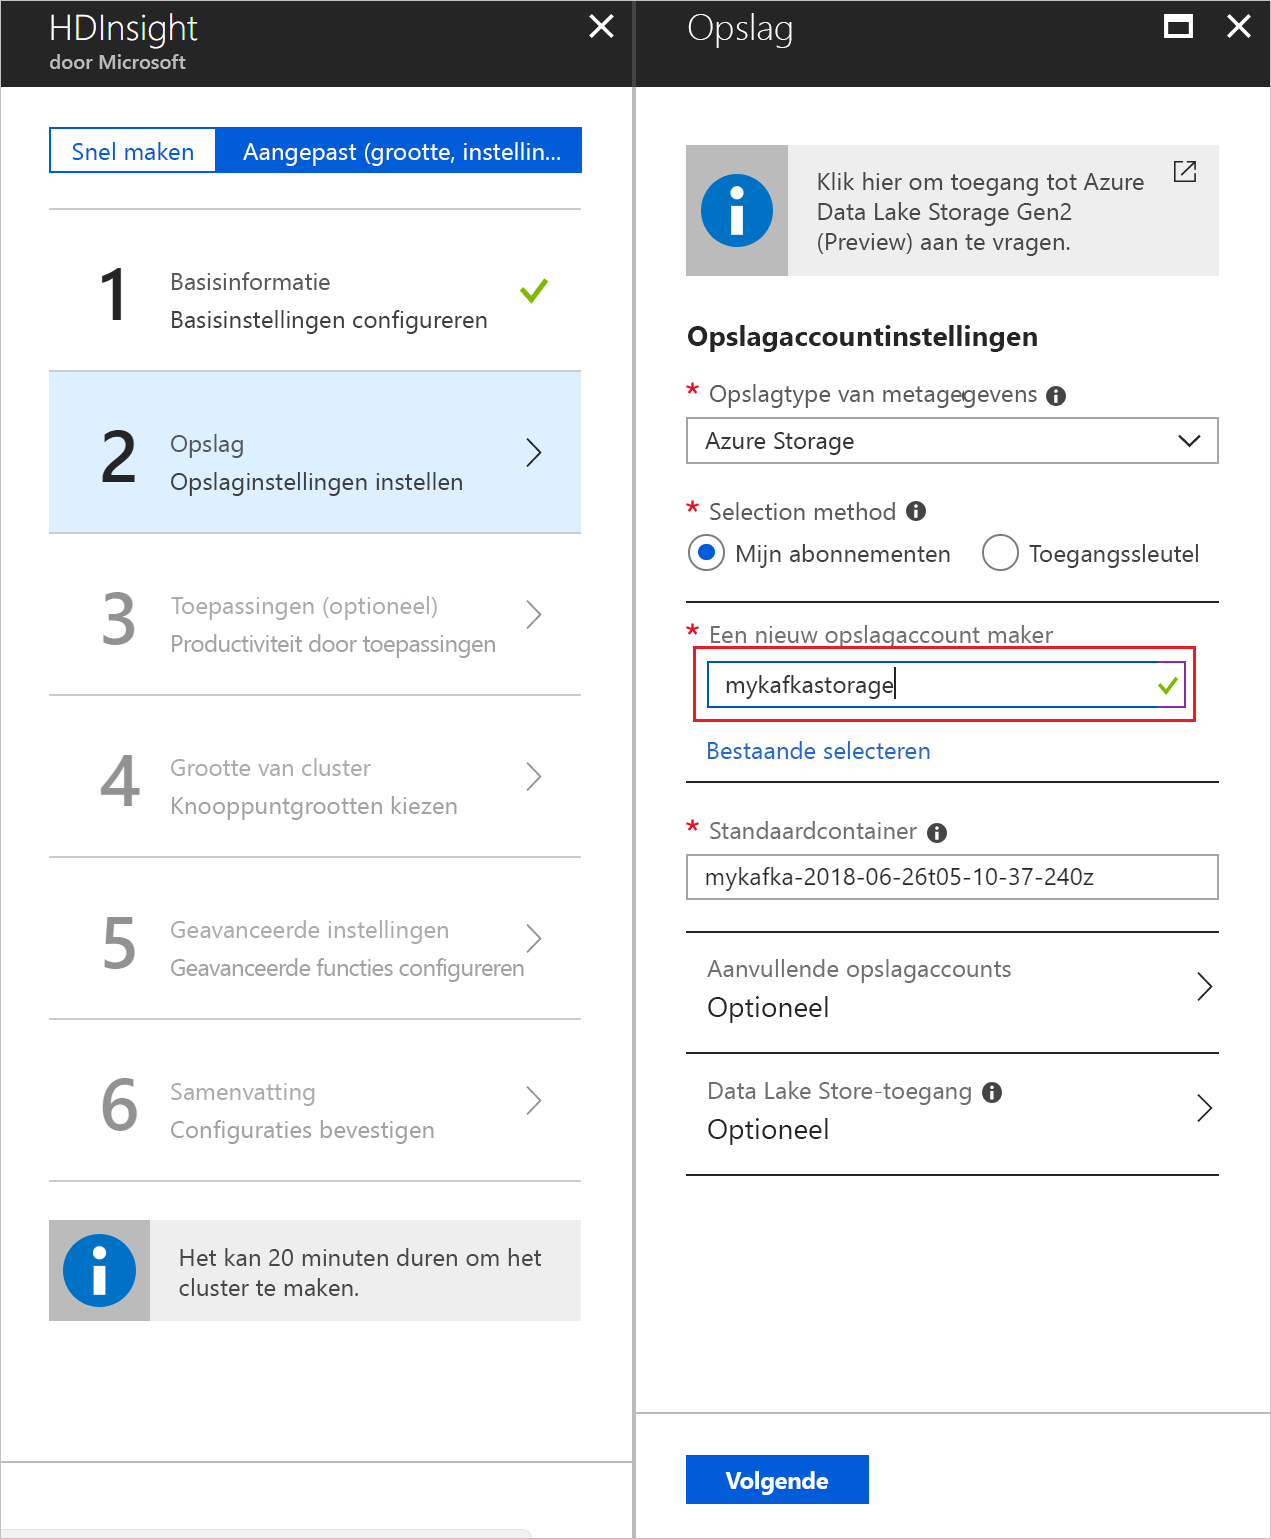 HDInsight
door Microsoft
Snel maken
Aangepast (grootte, instellin...
1
Basisinformatie
Basisinstellingen configureren
2
Opslag
Opslaginstellingen instellen
3
Toepassingen (optioneel)
Productiviteit door toepassingen
4
Grootte van cluster
Knooppuntgrootten kiezen
5
Geavanceerde instellingen
Geavanceerde functies configureren
6
Samenvatting
Configuraties bevestigen
Het kan 20 minuten duren om het
cluster te maken.
Opslag
Klik hier om toegang tot Azure
Data Lake Storage Gen2
(Preview) aan te vragen.
Opslagaccountinstellingen
* Opslagtype van metagegevens
Azure Storage
* Selection method
Mijn abonnementen
Toegangssleutel
* Een nieuw opslagaccount maker
mykafkastorage
Bestaande selecteren
* Standaardcontainer
mykafka-2018-06-26t05-10-37-240z
Aanvullende opslagaccounts
Optioneel
Data Lake Store-toegang
Optioneel
Volgende